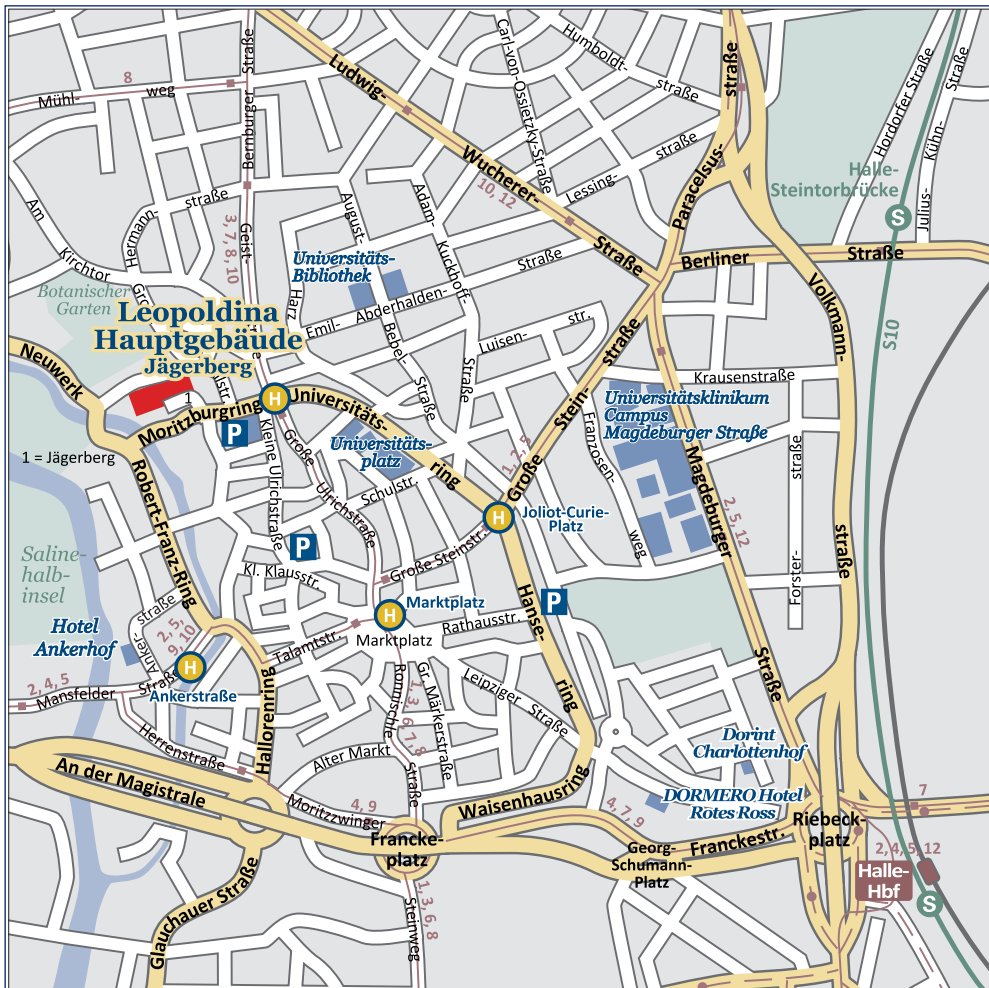 Ludwig-
Wucherer-
Straße
10, 12
Carl-von-Ossietzky-Straße
Humboldt-
straße
Lessing-
straße
Paracelsus-
straße
Hordorfer Straße
Julius-
Kühn-
Straße
Halle-
Steintorbrücke
S
S10
Berliner
Straße
Volkmann-
straße
8
Mühl-
weg
Bernburger
Straße
Am
Kirchtor
Hermann-
straße
3, 7, 8, 10
Geist-
August-
Bebel-
Straße
Adam-
Kuckhoff-
Straße
Harz
Universitäts-
Bibliothek
Emil-
Abderhalden-
Straße
Luisen-
str.
Botanischer
Garten
Leopoldina
Hauptgebäude
Jägerberg
Neuwerk
1
Moritzburgring
H
Universitäts-
ring
P
1 = Jägerberg
Universitäts-
platz
Kleine Ulrichstraße
Große
Ulrichstraße
Schulstr.
Große
Stein-
straße
Franzosen-
weg
Krausenstraße
Universitätsklinikum
Campus
Magdeburger Straße
Magdeburger
Straße
2, 5, 12
Forster-
straße
H
Joliot-Curie-
Platz
Große Steinstr.
Robert-Franz-Ring
P
Kl. Klausstr.
Saline-
halb-
insel
Hanse-
ring
P
H
Marktplatz
Marktplatz
Rathausstr.
Talamtstr.
Hotel
Ankerhof
Anker-
straße
2, 5,
9, 10
H
Ankerstraße
2, 4, 5
Mansfelder
Straße
Hallorenring
Herrenstraße
Alter Markt
1, 3, 6, 7, 8
Straße
Gr. Märkerstraße
Leipziger
Straße
An der Magistrale
Moritzzwinger
4, 9
Waisenhausring
Francke-
platz
4, 7, 9
Dorint
Charlottenhof
DORMERO Hotel
Rotes Ross
Georg-
Schumann-
Platz
Franckestr.
Riebeck-
platz
7
2, 4, 5, 12
Halle-
Hbf
S
Glauchauer Straße
1, 3, 6, 8
Steinweg